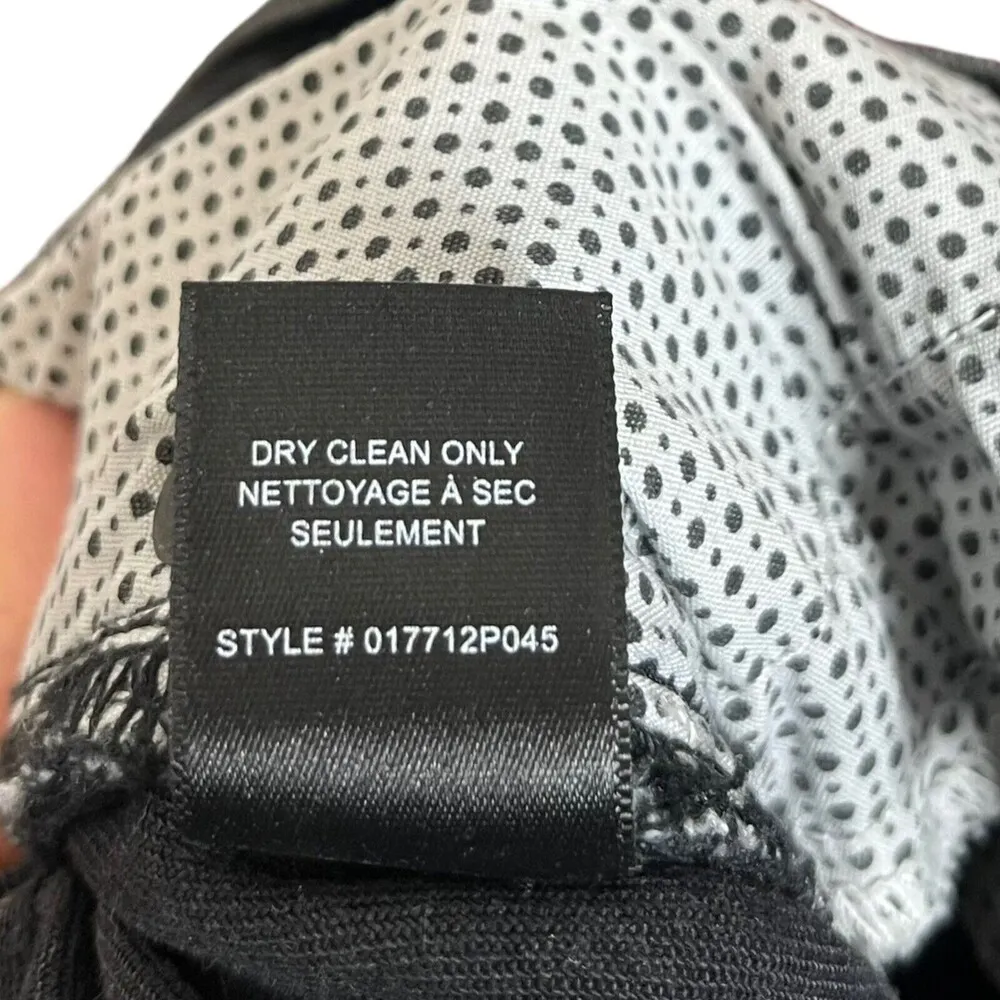 DRY CLEAN ONLY
NETTOYAGE À SEC
SEULEMENT
STYLE # 017712P045